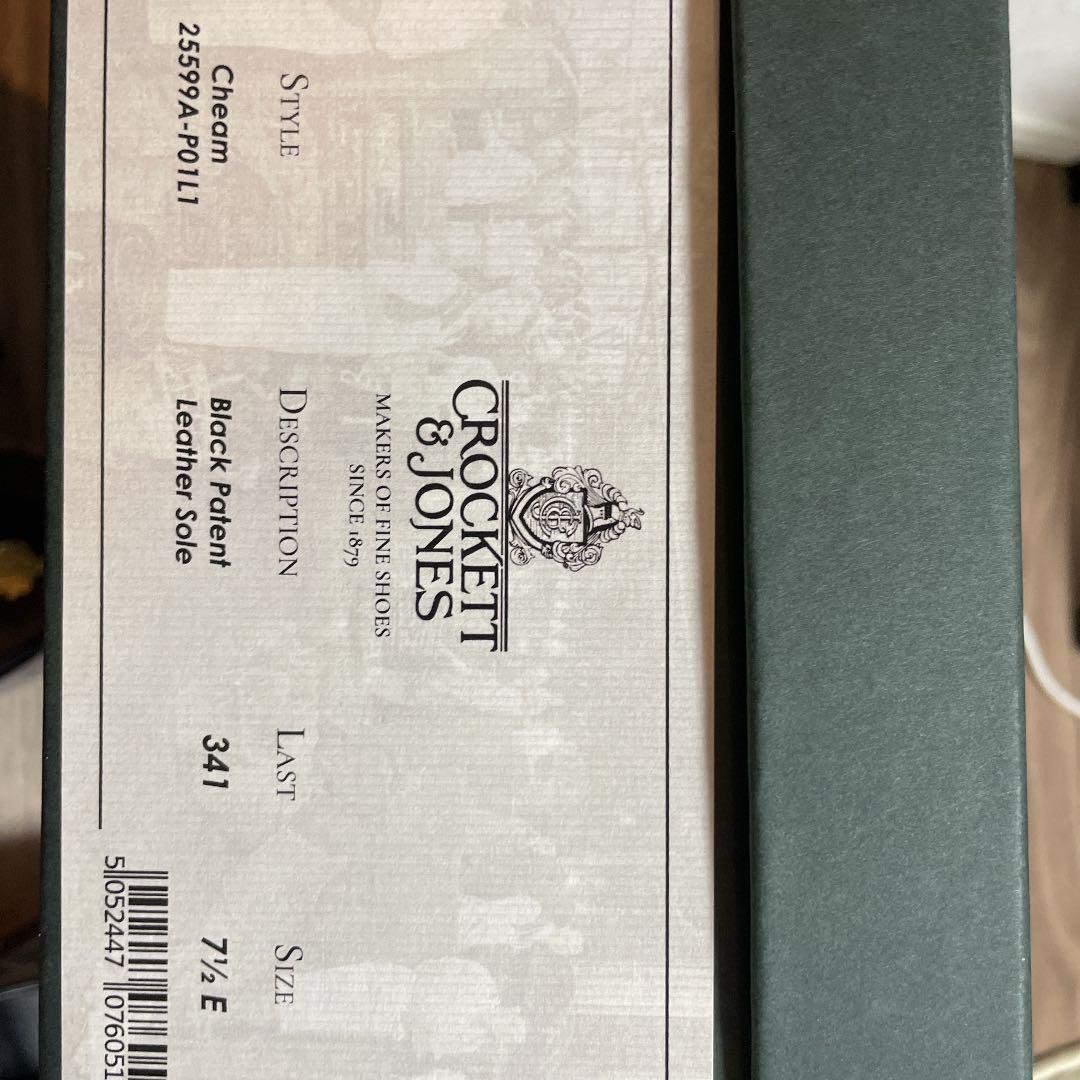 CROCKETT
& JONES
MAKERS OF FINE SHOES
SINCE 1879
STYLE
Cheam
25599A-P01L1
DESCRIPTION
Black Patent
Leather Sole
LAST
341
SIZE
7½ E
5 052447 076051